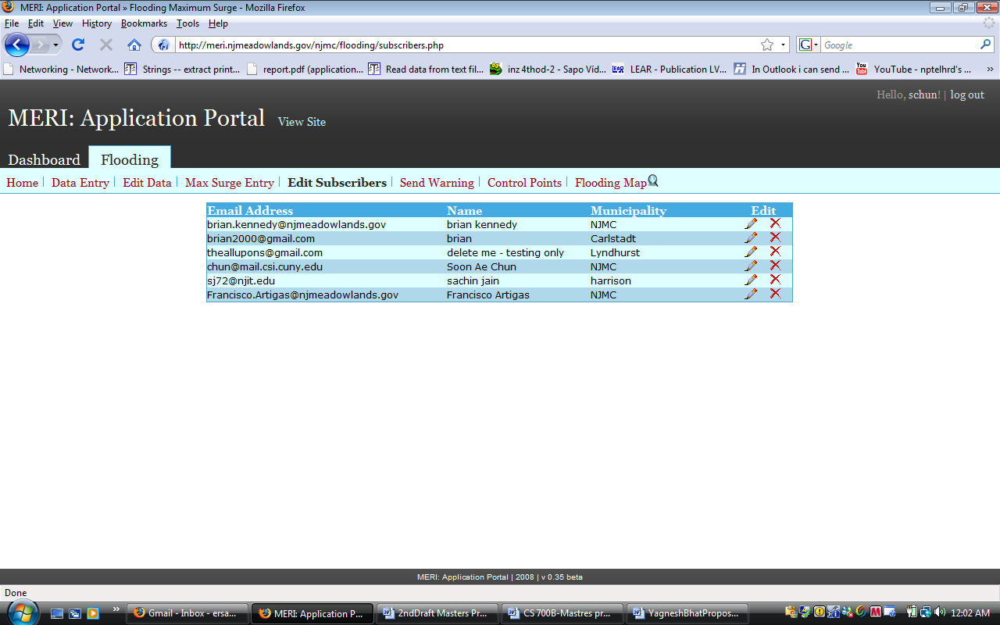 MERI: Application Portal » Flooding Maximum Surge - Mozilla Firefox
File Edit View History Bookmarks Tools Help
http://meri.njmeadowlands.gov/njmc/flooding/subscribers.php
G Google
Networking - Network... Strings -- extract print... report.pdf (application... Read data from text fil... inz 4thod-2 - Sapo Víd... LEAR LEAR - Publication LV... In Outlook i can send ... You Tube YouTube - nptelhrd's ... »
Hello, schun! | log out
MERI: Application Portal View Site
Dashboard Flooding
Home Data Entry Edit Data Max Surge Entry Edit Subscribers Send Warning Control Points Flooding Map
Email Address Name Municipality Edit
brian.kennedy@njmeadowlands.gov brian kennedy NJMC
brian2000@gmail.com brian Carlstadt
theallupons@gmail.com delete me - testing only Lyndhurst
chun@mail.csi.cuny.edu Soon Ae Chun NJMC
sj72@njit.edu sachin jain harrison
Francisco.Artigas@njmeadowlands.gov Francisco Artigas NJMC
MERI: Application Portal | 2008 | v 0.35 beta
Done
» Gmail - Inbox - ersa... MERI: Application P... 2ndDraft Masters Pr... CS 700B-Mastres pr... YagneshBhatPropos... 12:02 AM